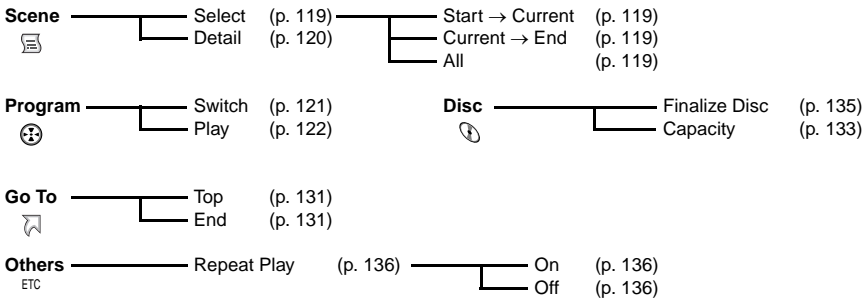 Scene Select (p. 119) Start → Current (p. 119)
Detail (p. 120) Current → End (p. 119)
All (p. 119)
Program Switch (p. 121) Disc Finalize Disc (p. 135)
Play (p. 122) Capacity (p. 133)
Go To Top (p. 131)
End (p. 131)
Others Repeat Play (p. 136) On (p. 136)
ETC Off (p. 136)